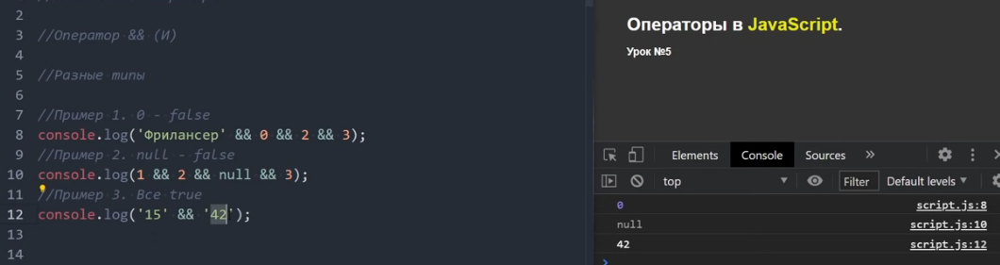 2
3 //Оператор && (И)
4
5 //Разные типы
6
7 //Пример 1. 0 - false
8 console.log('Фрилансер' && 0 && 2 && 3);
9 //Пример 2. null - false
10 console.log(1 && 2 && null && 3);
11 //Пример 3. Все true
12 console.log('15' && '42');
13
14
Операторы в JavaScript.
Урок №5
Elements Console Sources »
top Filter Default levels
0 script.js:8
null script.js:10
42 script.js:12